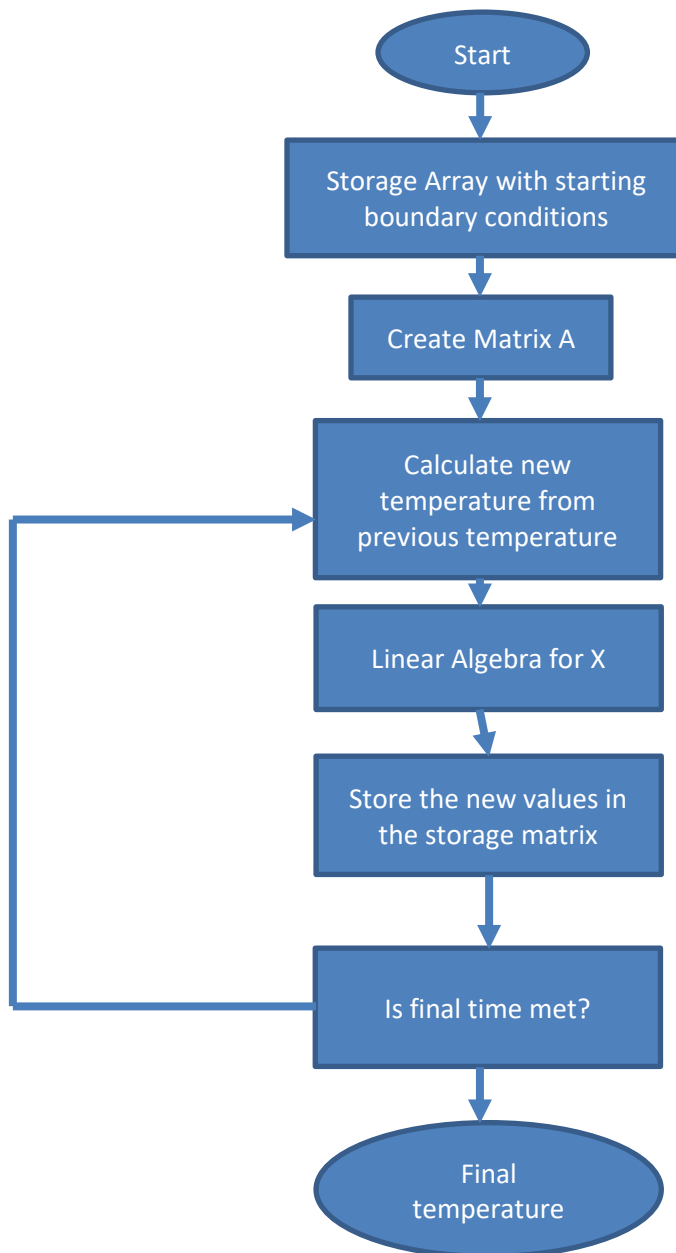 Start
Storage Array with starting
boundary conditions
Create Matrix A
Calculate new
temperature from
previous temperature
Linear Algebra for X
Store the new values in
the storage matrix
Is final time met?
Final
temperature